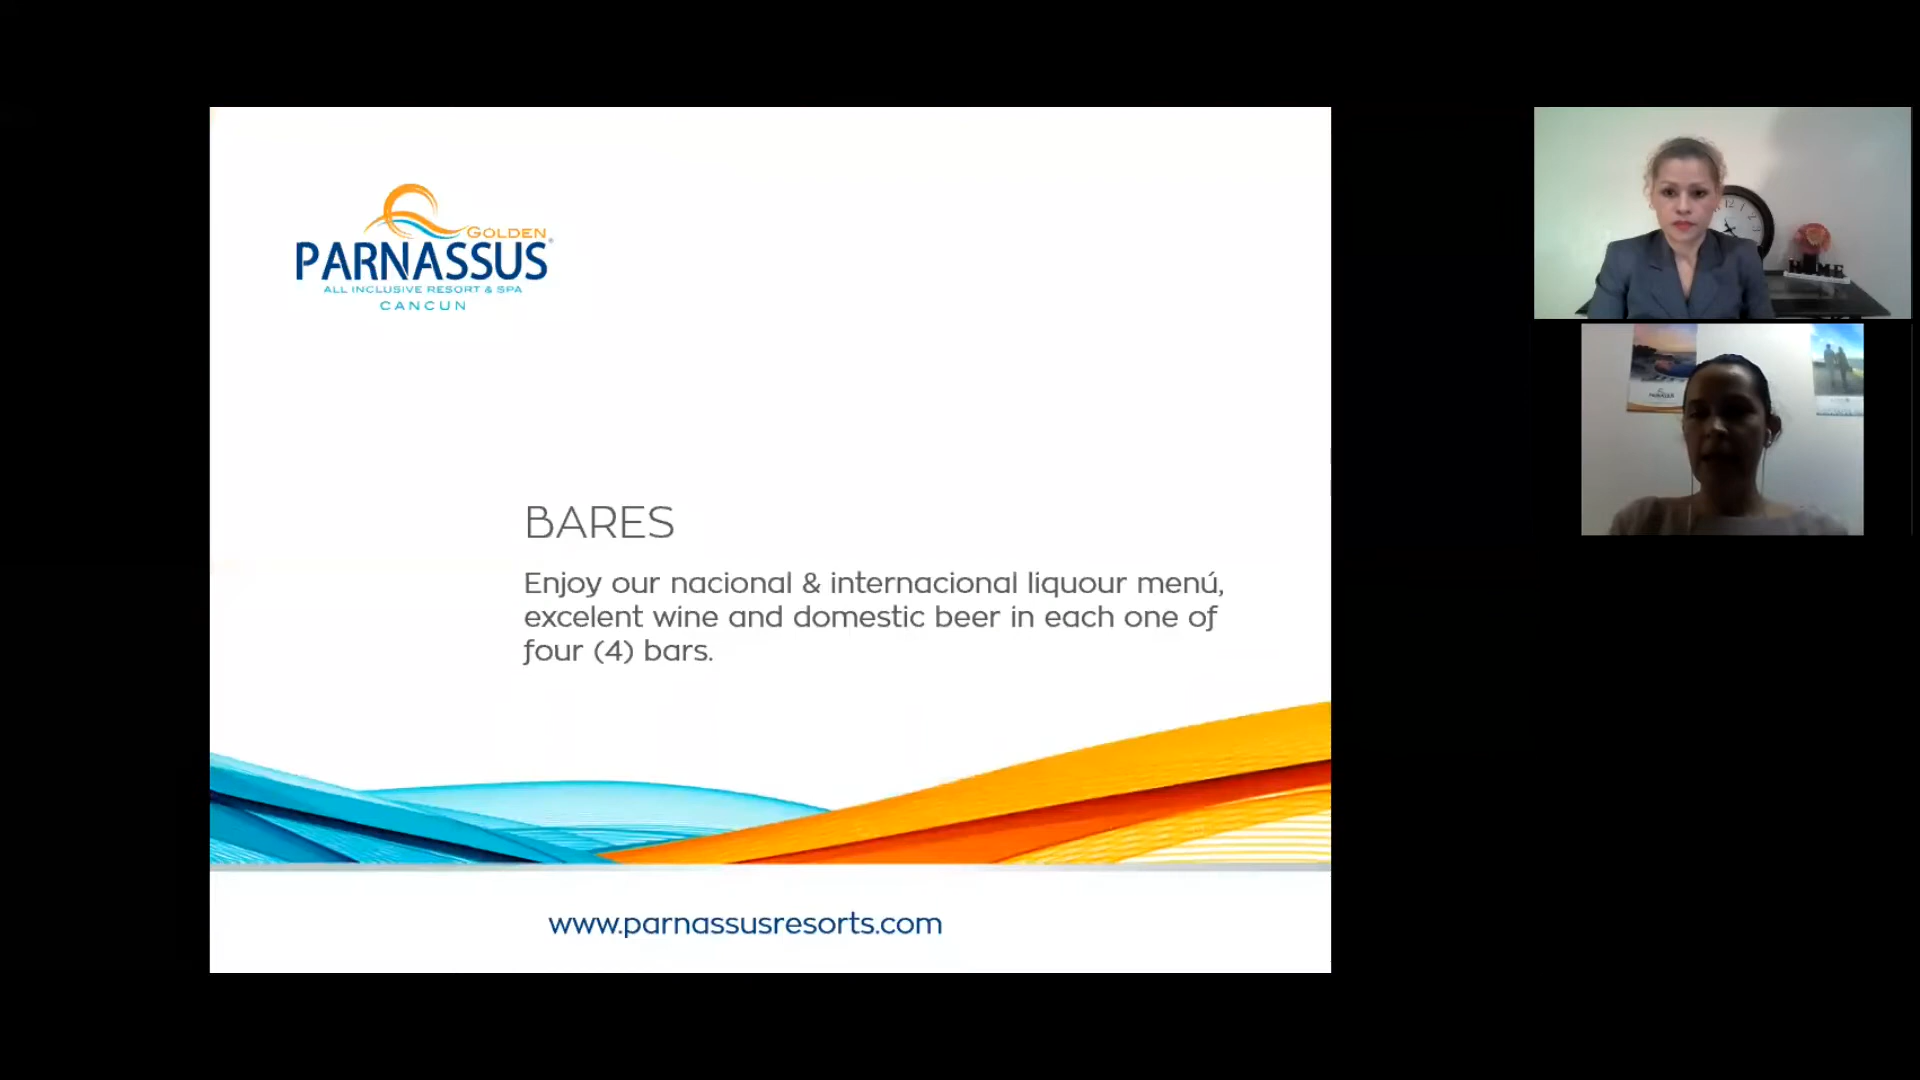 GOLDEN
PARNASSUS
ALL INCLUSIVE RESORT & SPA
CANCUN
BARES
Enjoy our nacional & internacional liquour menú,
excelent wine and domestic beer in each one of
four (4) bars.
www.parnassusresorts.com
HOME